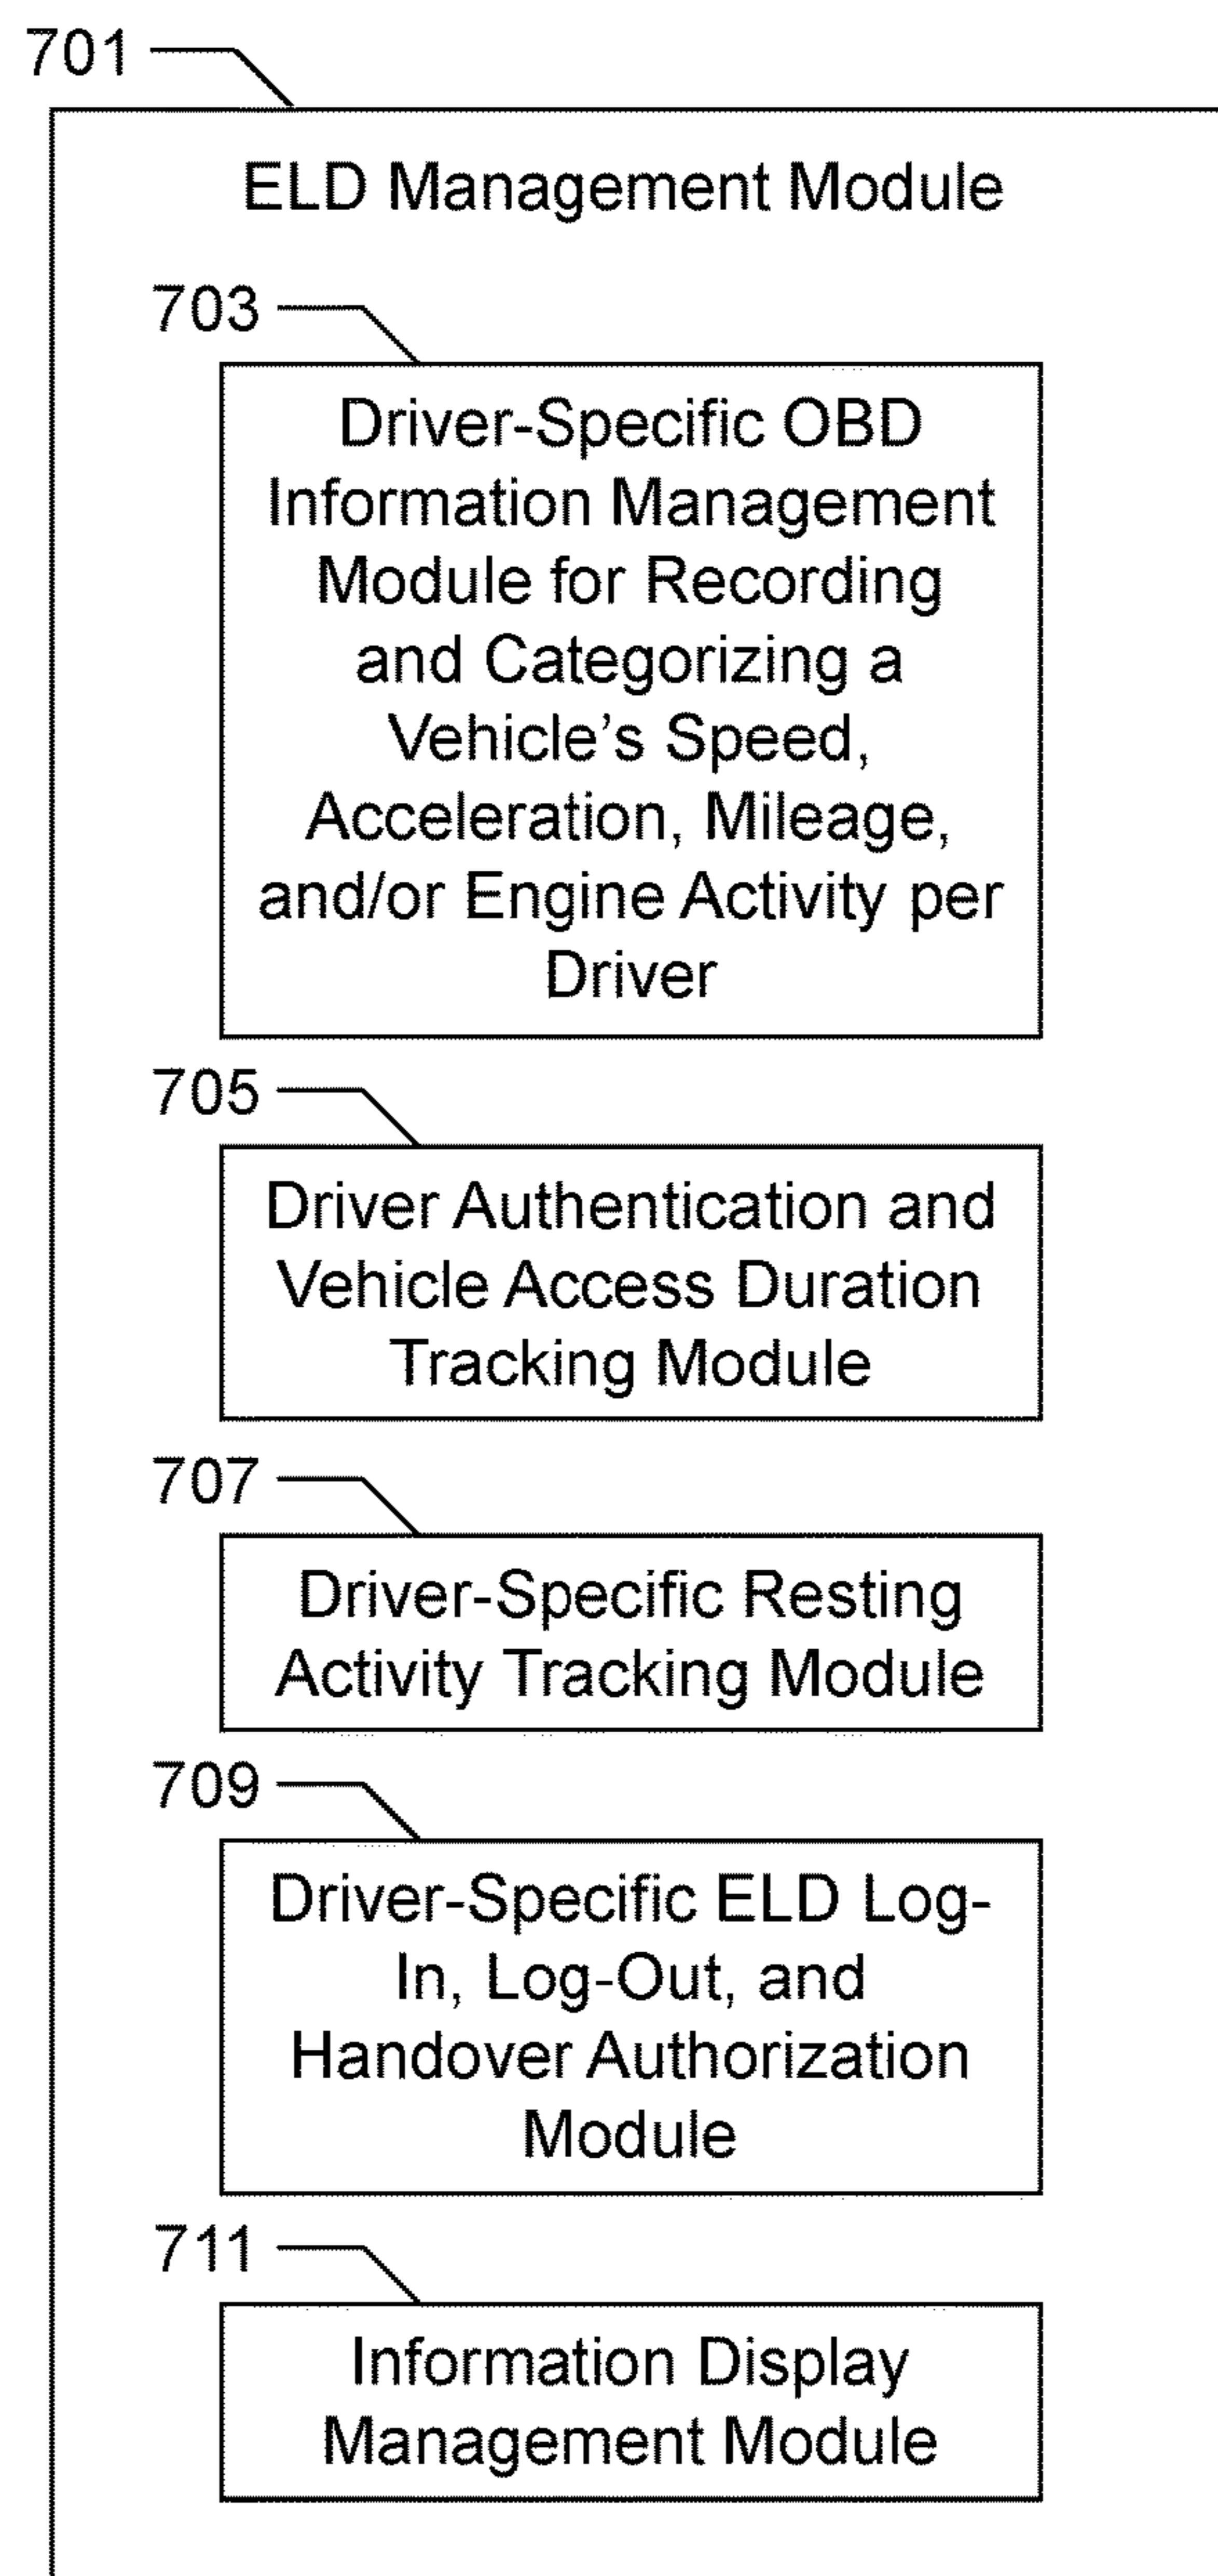 701
ELD Management Module
703
Driver-Specific OBD
Information Management
Module for Recording
and Categorizing a
Vehicle’s Speed,
Acceleration, Mileage,
and/or Engine Activity per
Driver
705
Driver Authentication and
Vehicle Access Duration
Tracking Module
707
Driver-Specific Resting
Activity Tracking Module
709
Driver-Specific ELD Log-
In, Log-Out, and
Handover Authorization
Module
711
Information Display
Management Module